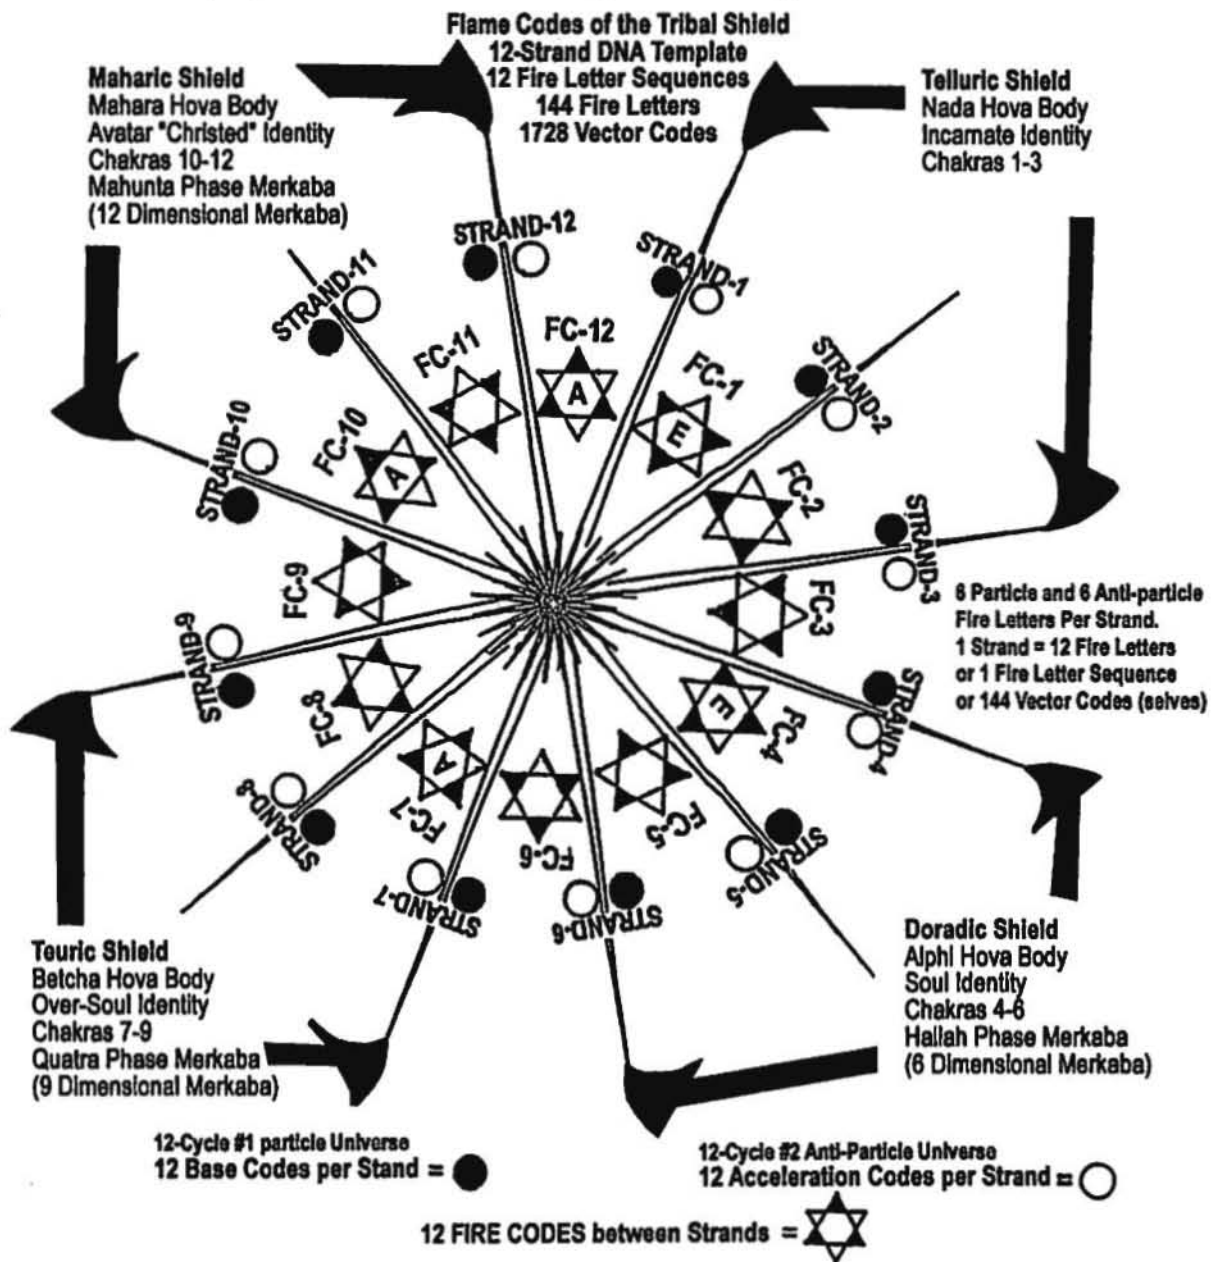 Flame Codes of the Tribal Shield
12-Strand DNA Template
12 Fire Letter Sequences
144 Fire Letters
1728 Vector Codes
Maharic Shield
Mahara Hova Body
Avatar "Christed" Identity
Chakras 10-12
Mahunta Phase Merkaba
(12 Dimensional Merkaba)
Telluric Shield
Nada Hova Body
Incarnate Identity
Chakras 1-3
STRAND-12
STRAND-1
STRAND-11
STRAND-2
STRAND-10
STRAND-3
STRAND-9
STRAND-4
STRAND-8
STRAND-5
STRAND-7
STRAND-6
FC-12
A
FC-1
E
FC-11
FC-10
A
FC-2
FC-9
FC-3
FC-8
FC-4
E
FC-7
A
FC-6
FC-5
6 Particle and 6 Anti-particle
Fire Letters Per Strand.
1 Strand = 12 Fire Letters
or 1 Fire Letter Sequence
or 144 Vector Codes (selves)
Teuric Shield
Betcha Hova Body
Over-Soul Identity
Chakras 7-9
Quatra Phase Merkaba
(9 Dimensional Merkaba)
Doradic Shield
Alphi Hova Body
Soul Identity
Chakras 4-6
Hallah Phase Merkaba
(6 Dimensional Merkaba)
12-Cycle #1 particle Universe
12 Base Codes per Stand =
12-Cycle #2 Anti-Particle Universe
12 Acceleration Codes per Strand =
12 FIRE CODES between Strands =